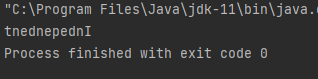 "C:\Program Files\Java\jdk-11\bin\java.
tnednepednI
Process finished with exit code 0